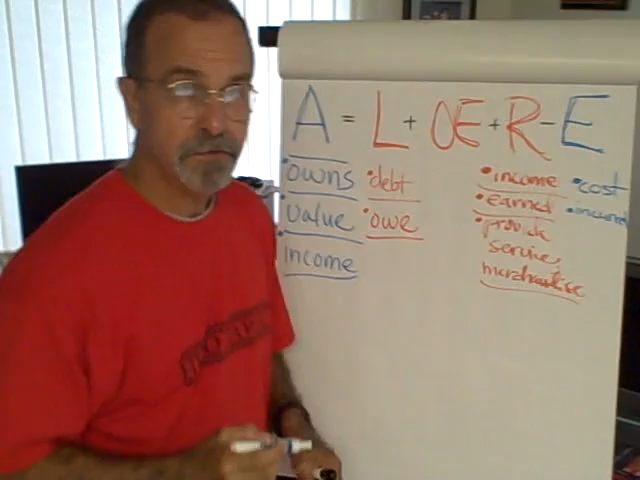 A = L + OE + R - E
• owns
• value
• income
• debt
• owe
• income
• earned
• provide
service
merchandise
• cost
• incurred